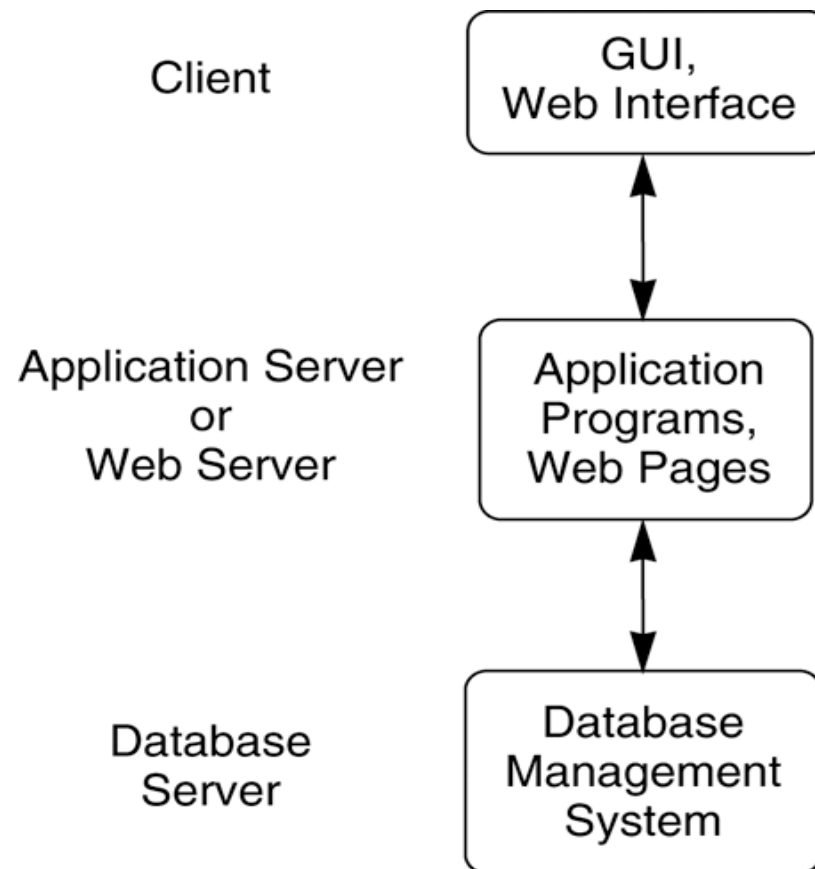 Client
GUI,
Web Interface
Application Server
or
Web Server
Application
Programs,
Web Pages
Database
Server
Database
Management
System